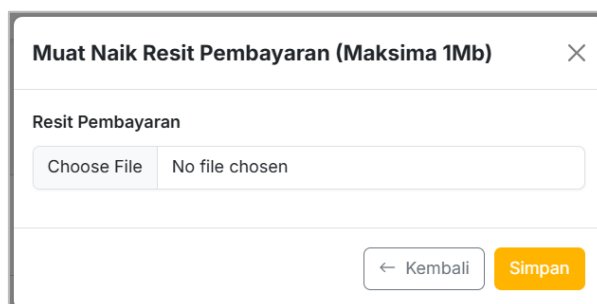 Muat Naik Resit Pembayaran (Maksima 1Mb)
Resit Pembayaran
Choose File No file chosen
← Kembali Simpan